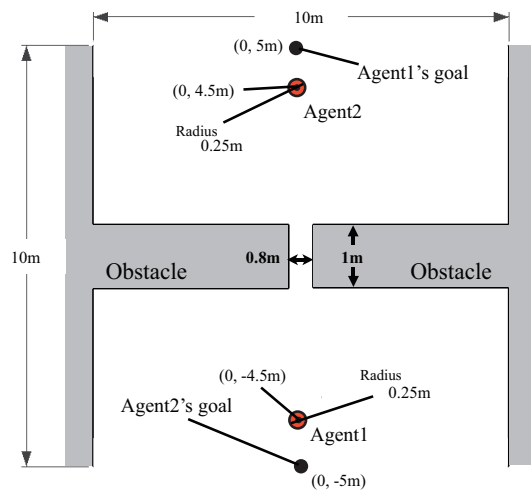 10m
(0, 5m)
Agent1's goal
(0, 4.5m)
Agent2
Radius
0.25m
10m
Obstacle
0.8m
1m
Obstacle
(0, -4.5m)
Radius
0.25m
Agent2's goal
Agent1
(0, -5m)